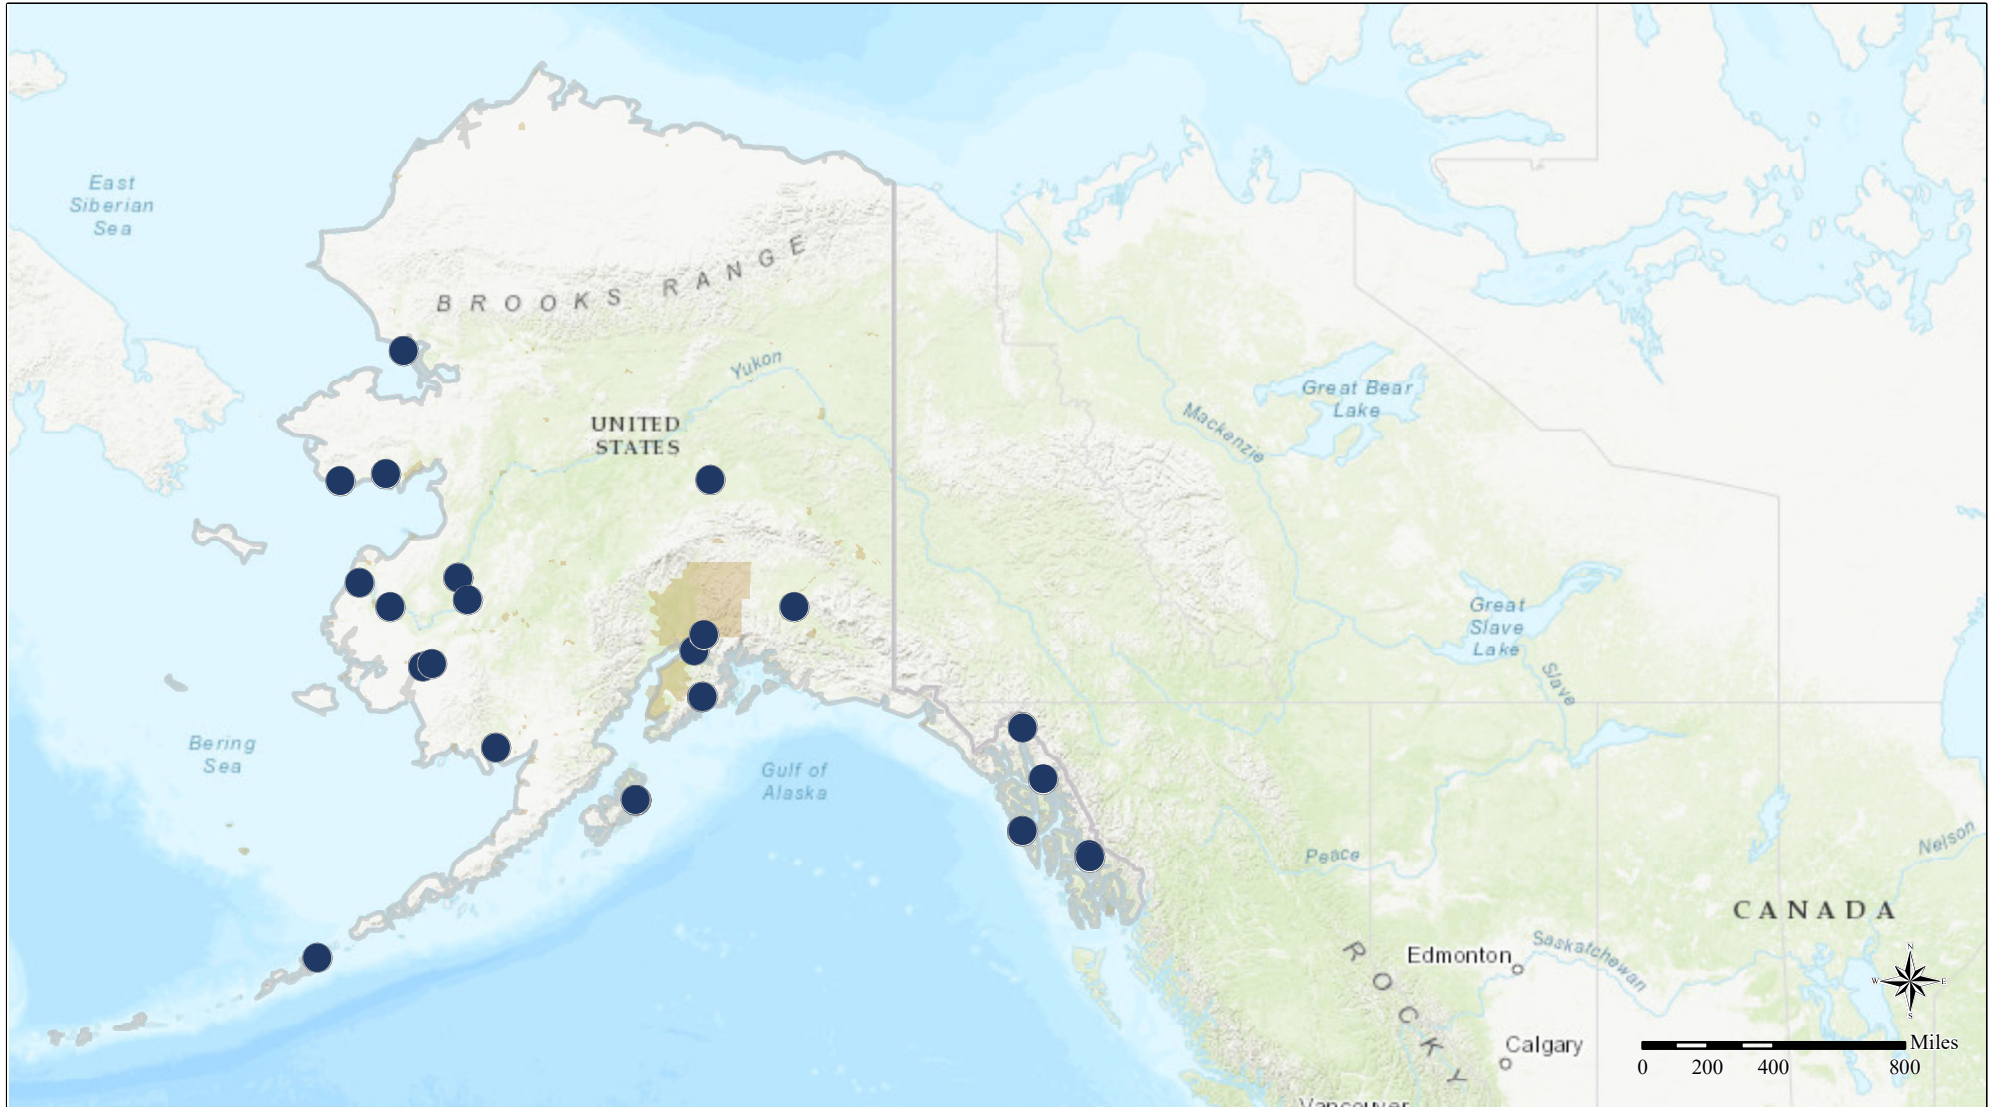 East
Siberian
Sea
BROOKS RANGE
Yukon
UNITED
STATES
Mackenzie
Great Bear
Lake
Great
Slave
Lake
Slave
Bering
Sea
Gulf of
Alaska
Peace
Nelson
CANADA
Saskatchewan
Edmonton
ROCKY
Calgary
Vancouver
N
W
E
S
Miles
0 200 400 800